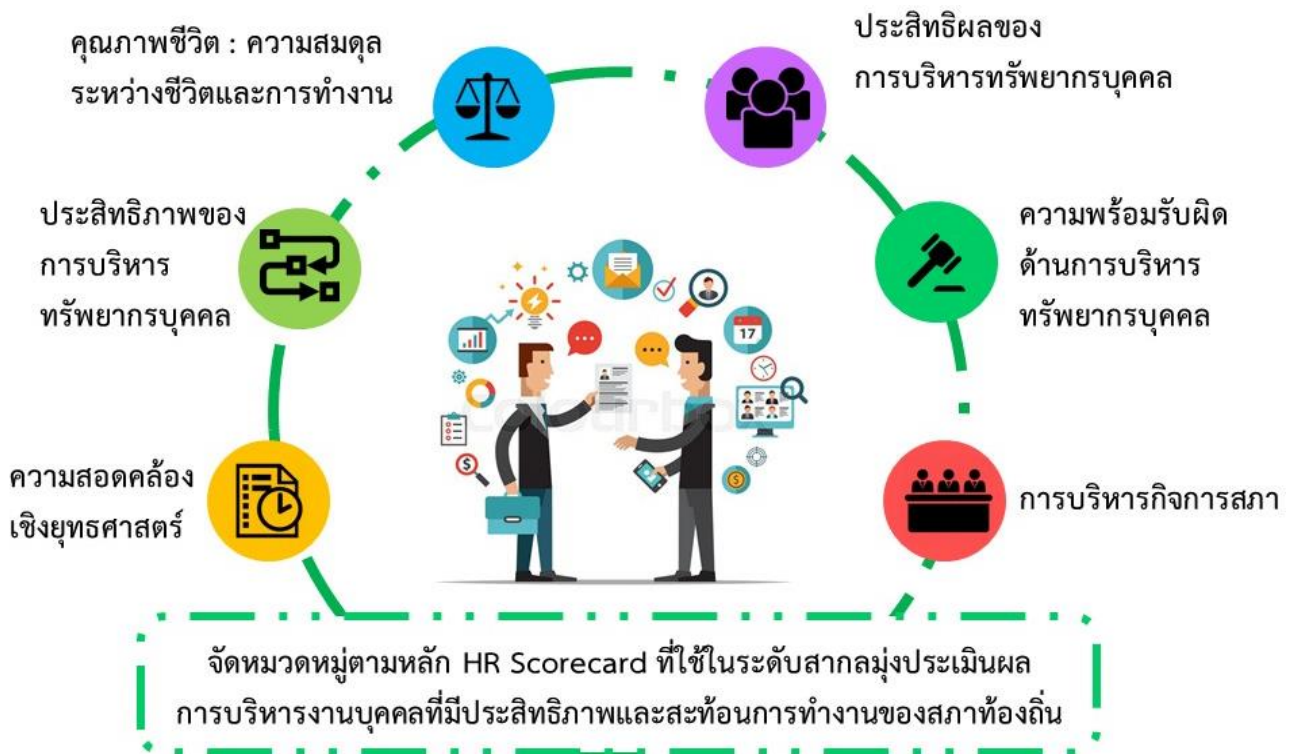 คุณภาพชีวิต : ความสมดุล
ระหว่างชีวิตและการทำงาน
ประสิทธิผลของ
การบริหารทรัพยากรบุคคล
ประสิทธิภาพของ
การบริหาร
ทรัพยากรบุคคล
ความพร้อมรับผิด
ด้านการบริหาร
ทรัพยากรบุคคล
17
ความสอดคล้อง
เชิงยุทธศาสตร์
การบริหารกิจการสภา
จัดหมวดหมู่ตามหลัก HR Scorecard ที่ใช้ในระดับสากลมุ่งประเมินผล
การบริหารงานบุคคลที่มีประสิทธิภาพและสะท้อนการทำงานของสภาท้องถิ่น